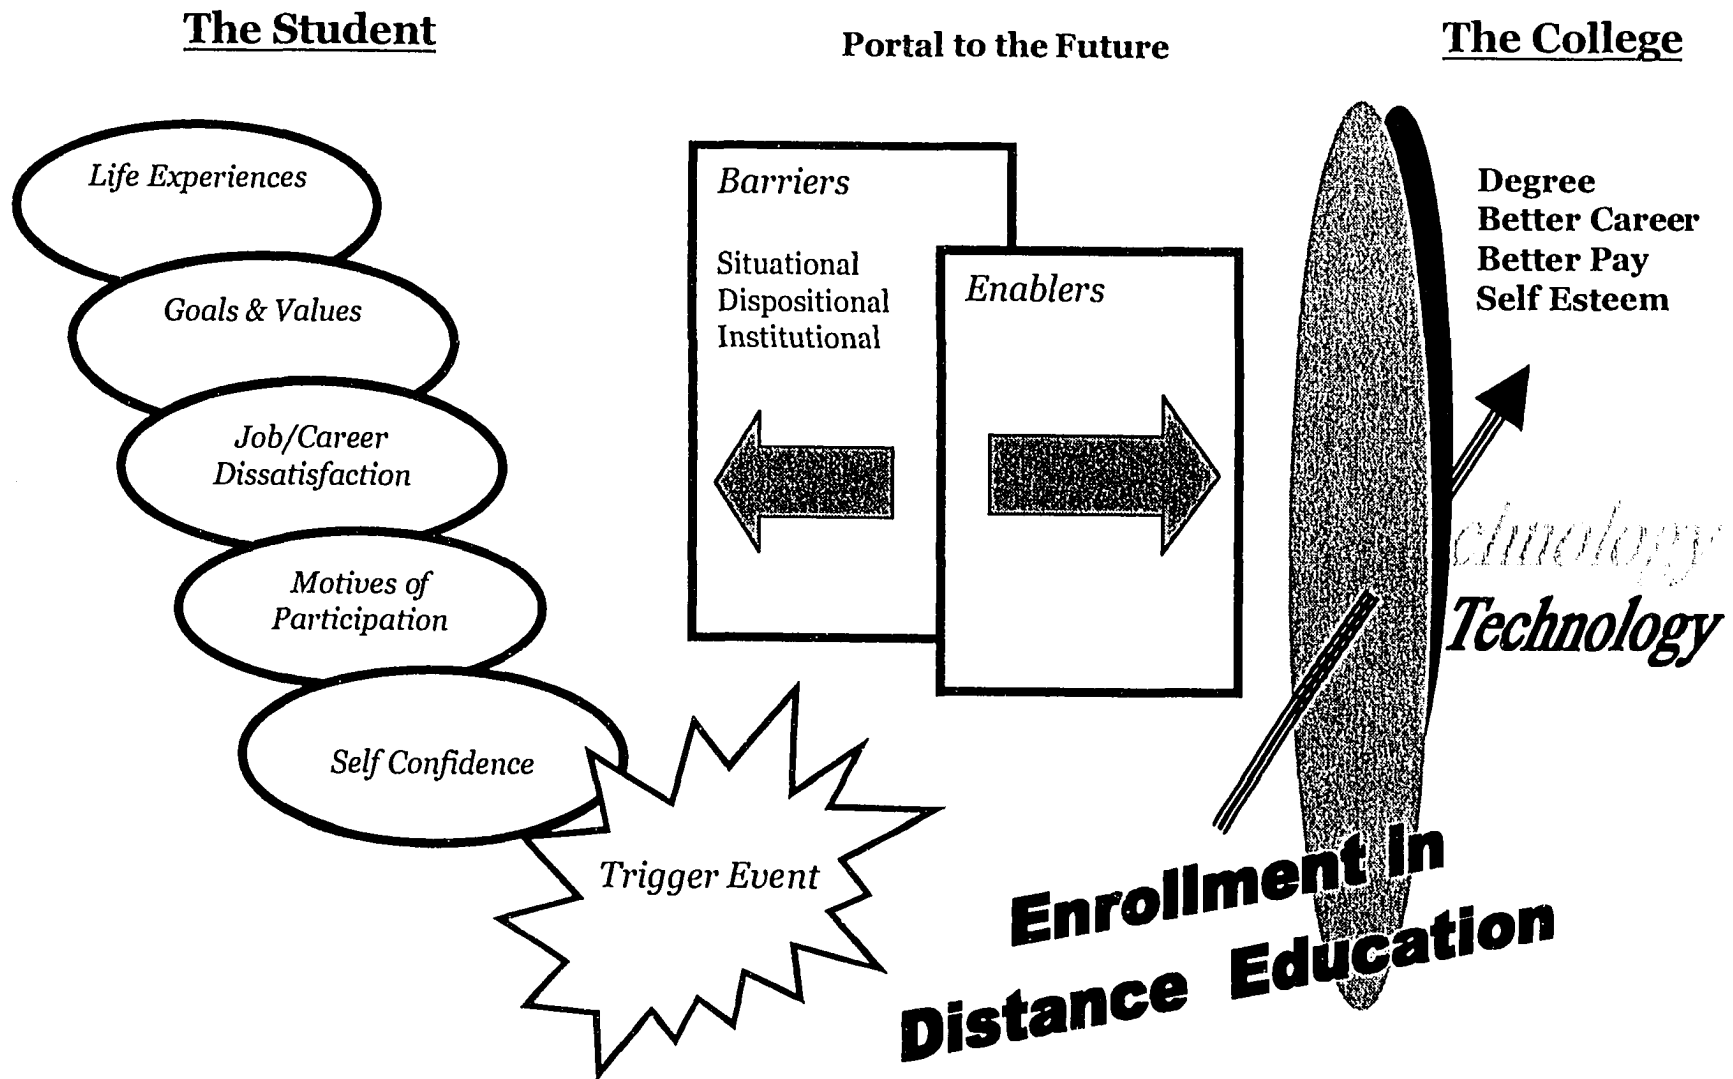 The Student
Portal to the Future
The College
Life Experiences
Goals & Values
Job/Career
Dissatisfaction
Motives of
Participation
Self Confidence
Trigger Event
Barriers
Situational
Dispositional
Institutional
Enablers
Degree
Better Career
Better Pay
Self Esteem
chnology
Technology
Enrollment in
Distance Education